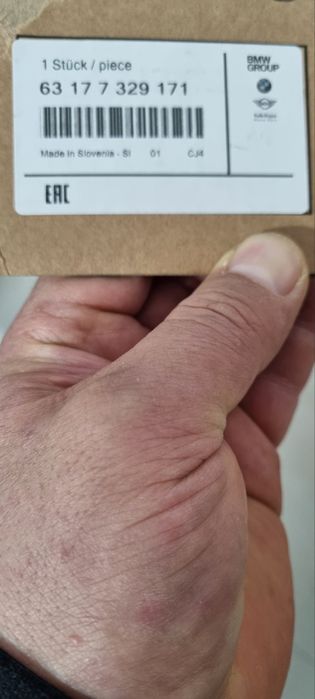 1 Stück / piece
BMW
GROUP
63 17 7 329 171
Made in Slovenia - SI 01 CJ4
EAC